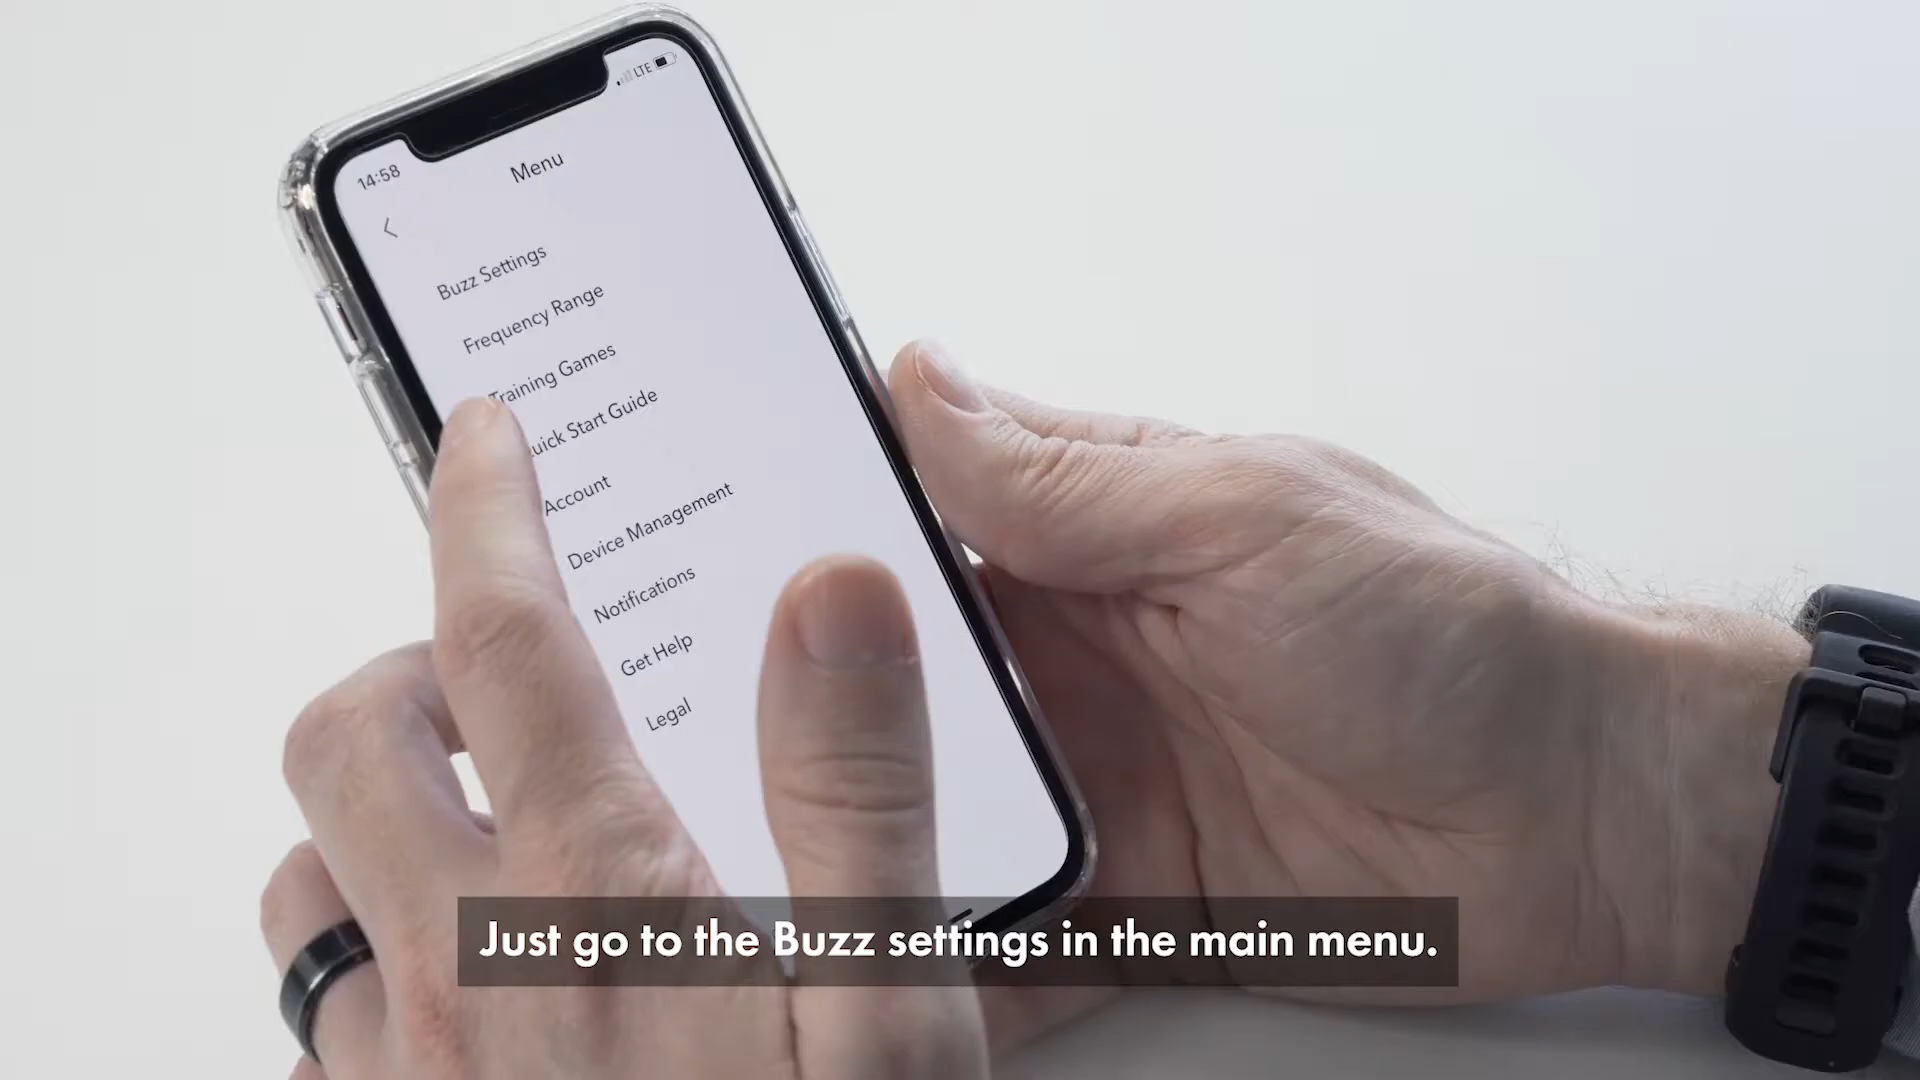 LTE
14:58
Menu
Buzz Settings
Frequency Range
Training Games
uick Start Guide
Account
Device Management
Notifications
Get Help
Legal
Just go to the Buzz settings in the main menu.